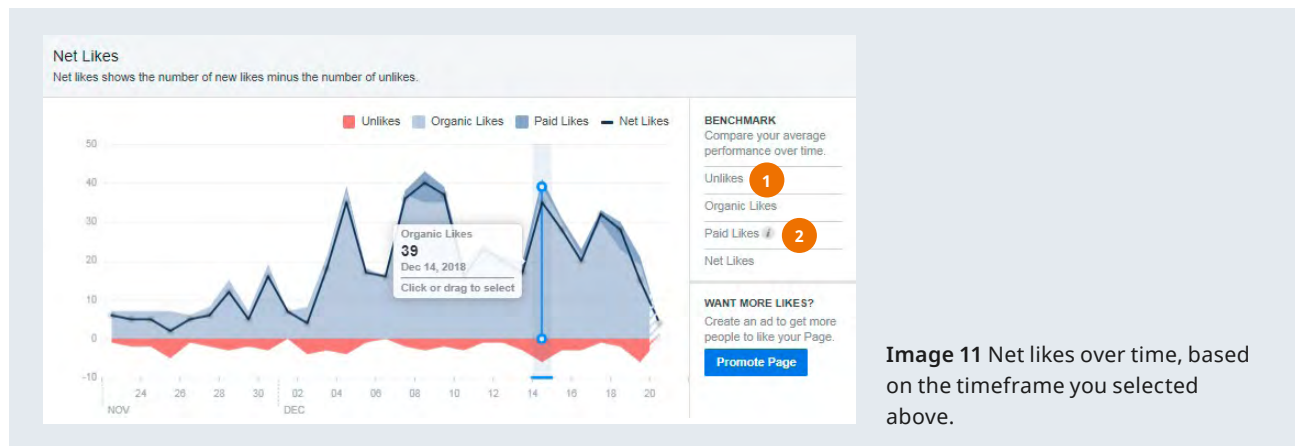 Net Likes
Net likes shows the number of new likes minus the number of unlikes.
Unlikes Organic Likes Paid Likes Net Likes
50
40
30
20
10
0
-10
Organic Likes
39
Dec 14, 2018
Click or drag to select
24 26 28 30 02 04 06 08 10 12 14 16 18 20
NOV DEC
BENCHMARK
Compare your average
performance over time.
Unlikes 1
Organic Likes
Paid Likes i 2
Net Likes
WANT MORE LIKES?
Create an ad to get more
people to like your Page.
Promote Page
Image 11 Net likes over time, based
on the timeframe you selected
above.